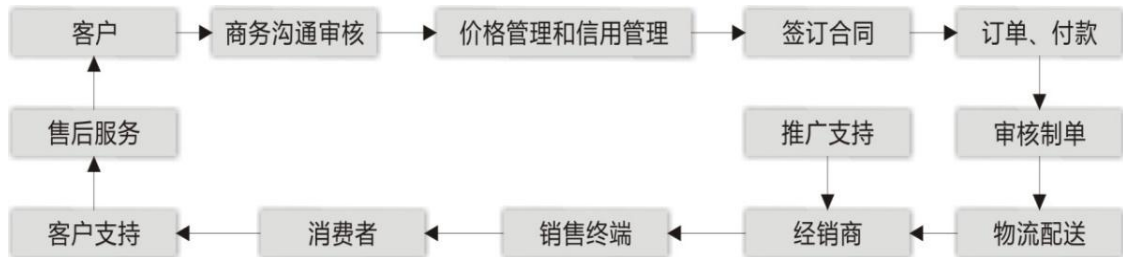 客户
商务沟通审核
价格管理和信用管理
签订合同
订单、付款
售后服务
推广支持
审核制单
客户支持
消费者
销售终端
经销商
物流配送